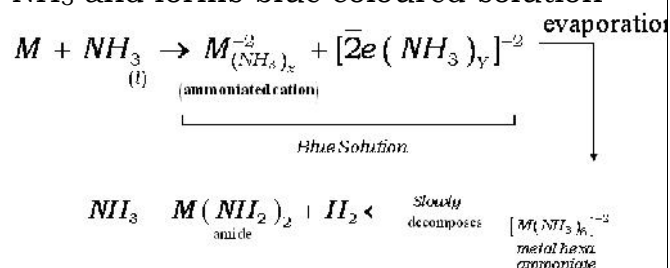 NH₃ and forms blue coloured solution
M + NH₃ → M⁻²(NH₃)ₓ + [2̄e (NH₃)ᵧ]⁻² evaporation
(l)
(ammoniated cation)
Blue Solution
NH₃ M(NH₂)₂ + H₂ < Slowly decomposes [M(NH₃)₆]⁻²
amide
metal hexa
ammoniate